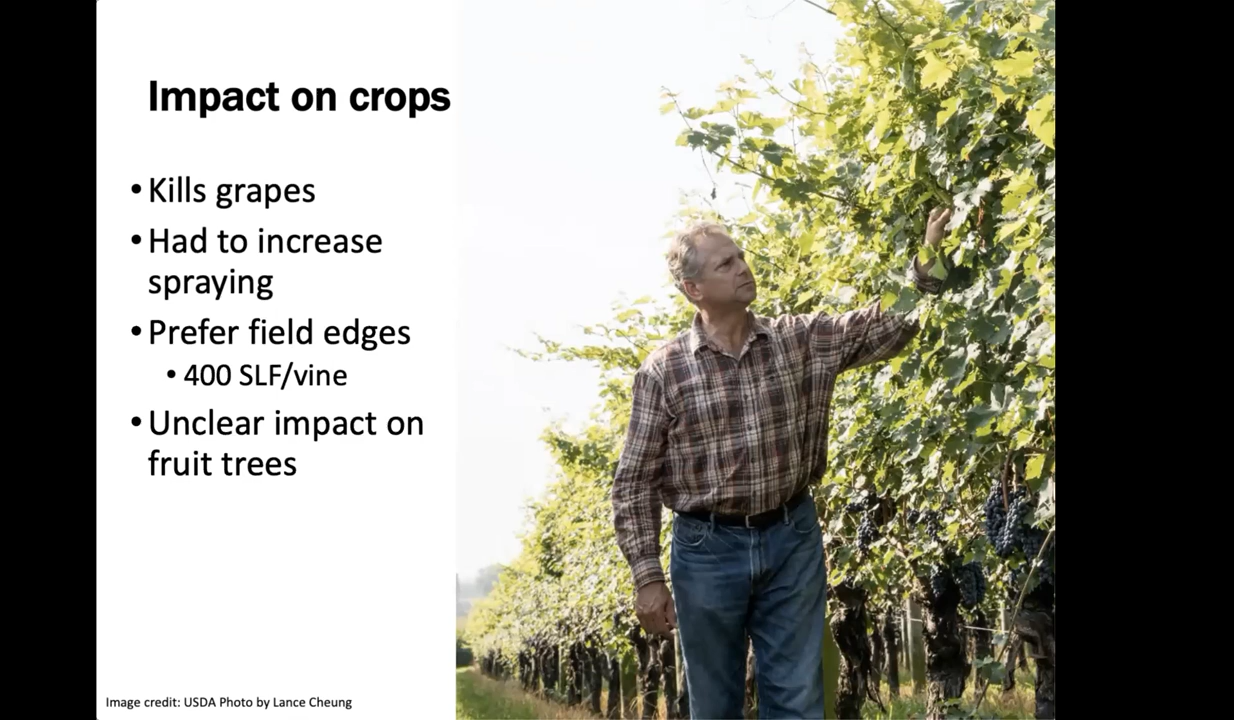 Impact on crops
• Kills grapes
• Had to increase
spraying
• Prefer field edges
• 400 SLF/vine
• Unclear impact on
fruit trees
Image credit: USDA Photo by Lance Cheung